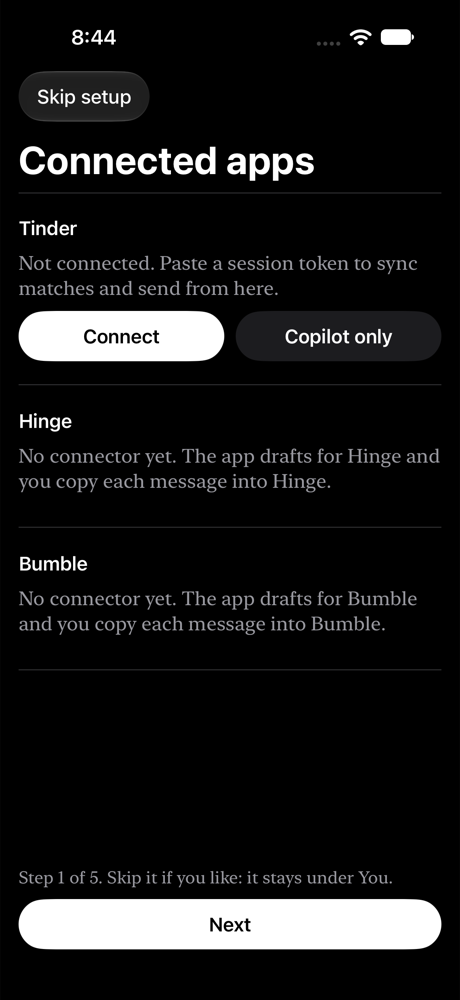 8:44
Skip setup
Connected apps
Tinder
Not connected. Paste a session token to sync
matches and send from here.
Connect
Copilot only
Hinge
No connector yet. The app drafts for Hinge and
you copy each message into Hinge.
Bumble
No connector yet. The app drafts for Bumble
and you copy each message into Bumble.
Step 1 of 5. Skip it if you like: it stays under You.
Next